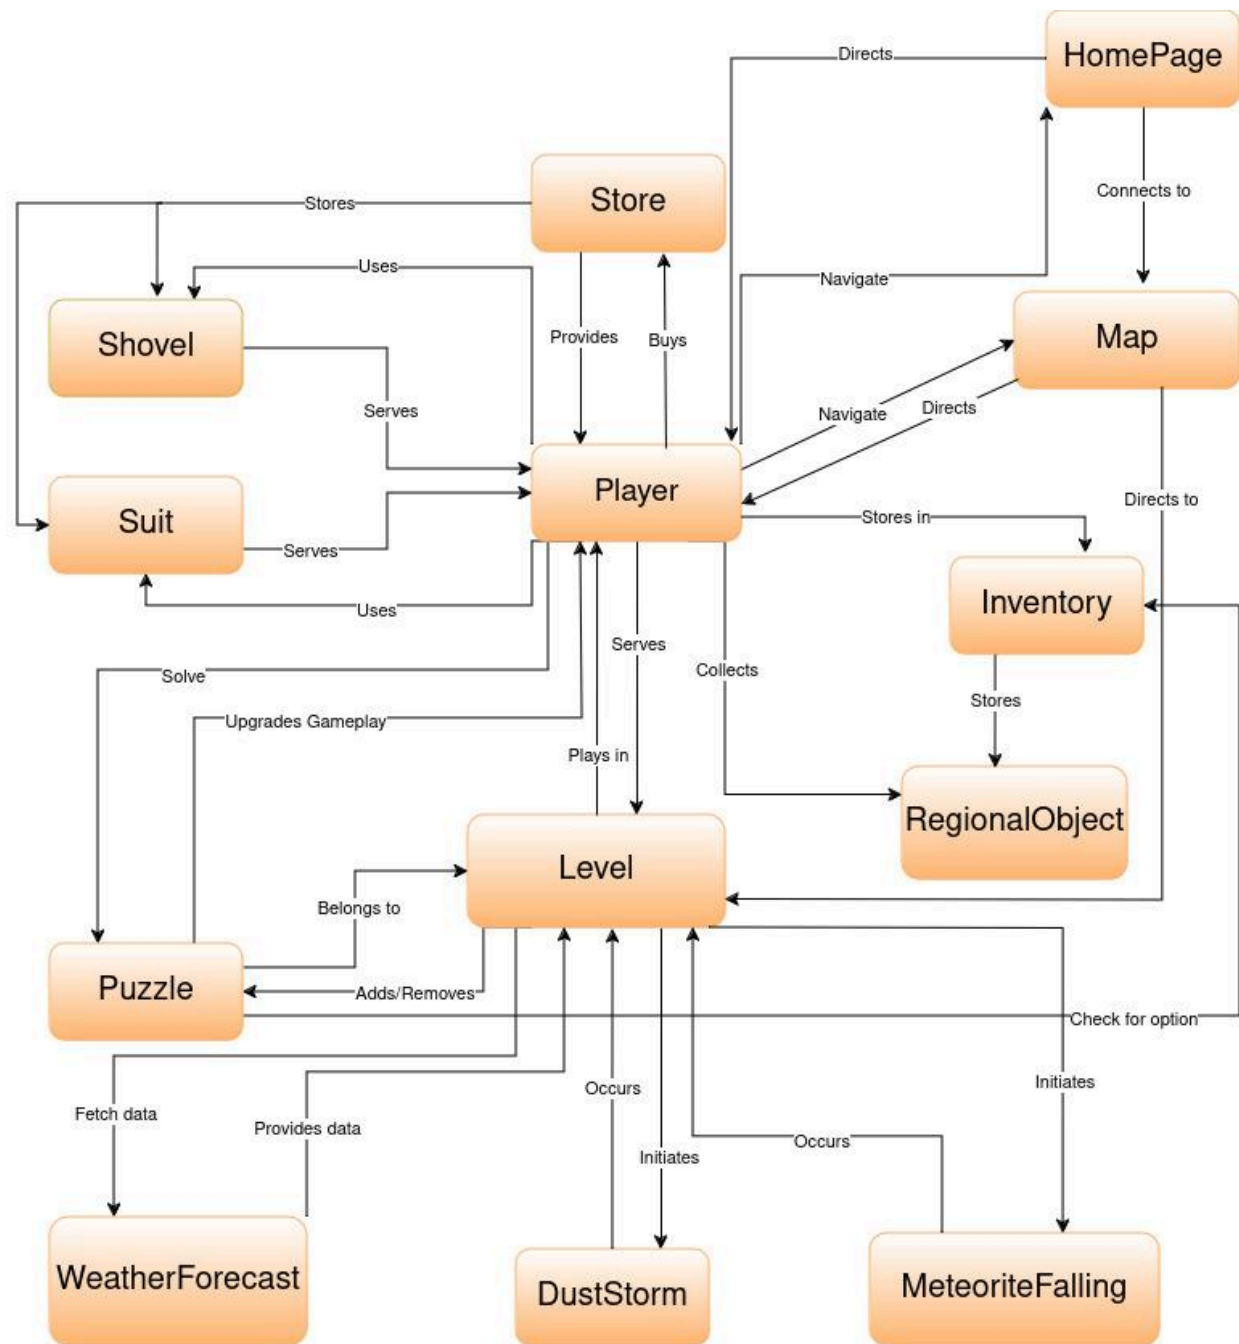 HomePage
Directs
Store
Connects to
Stores
Uses
Navigate
Shovel
Provides
Buys
Map
Serves
Navigate
Directs
Player
Suit
Directs to
Stores in
Serves
Inventory
Uses
Serves
Collects
Solve
Stores
Upgrades Gameplay
Plays in
RegionalObject
Level
Belongs to
Puzzle
Adds/Removes
Check for option
Initiates
Occurs
Fetch data
Provides data
Occurs
Initiates
WeatherForecast
DustStorm
MeteoriteFalling